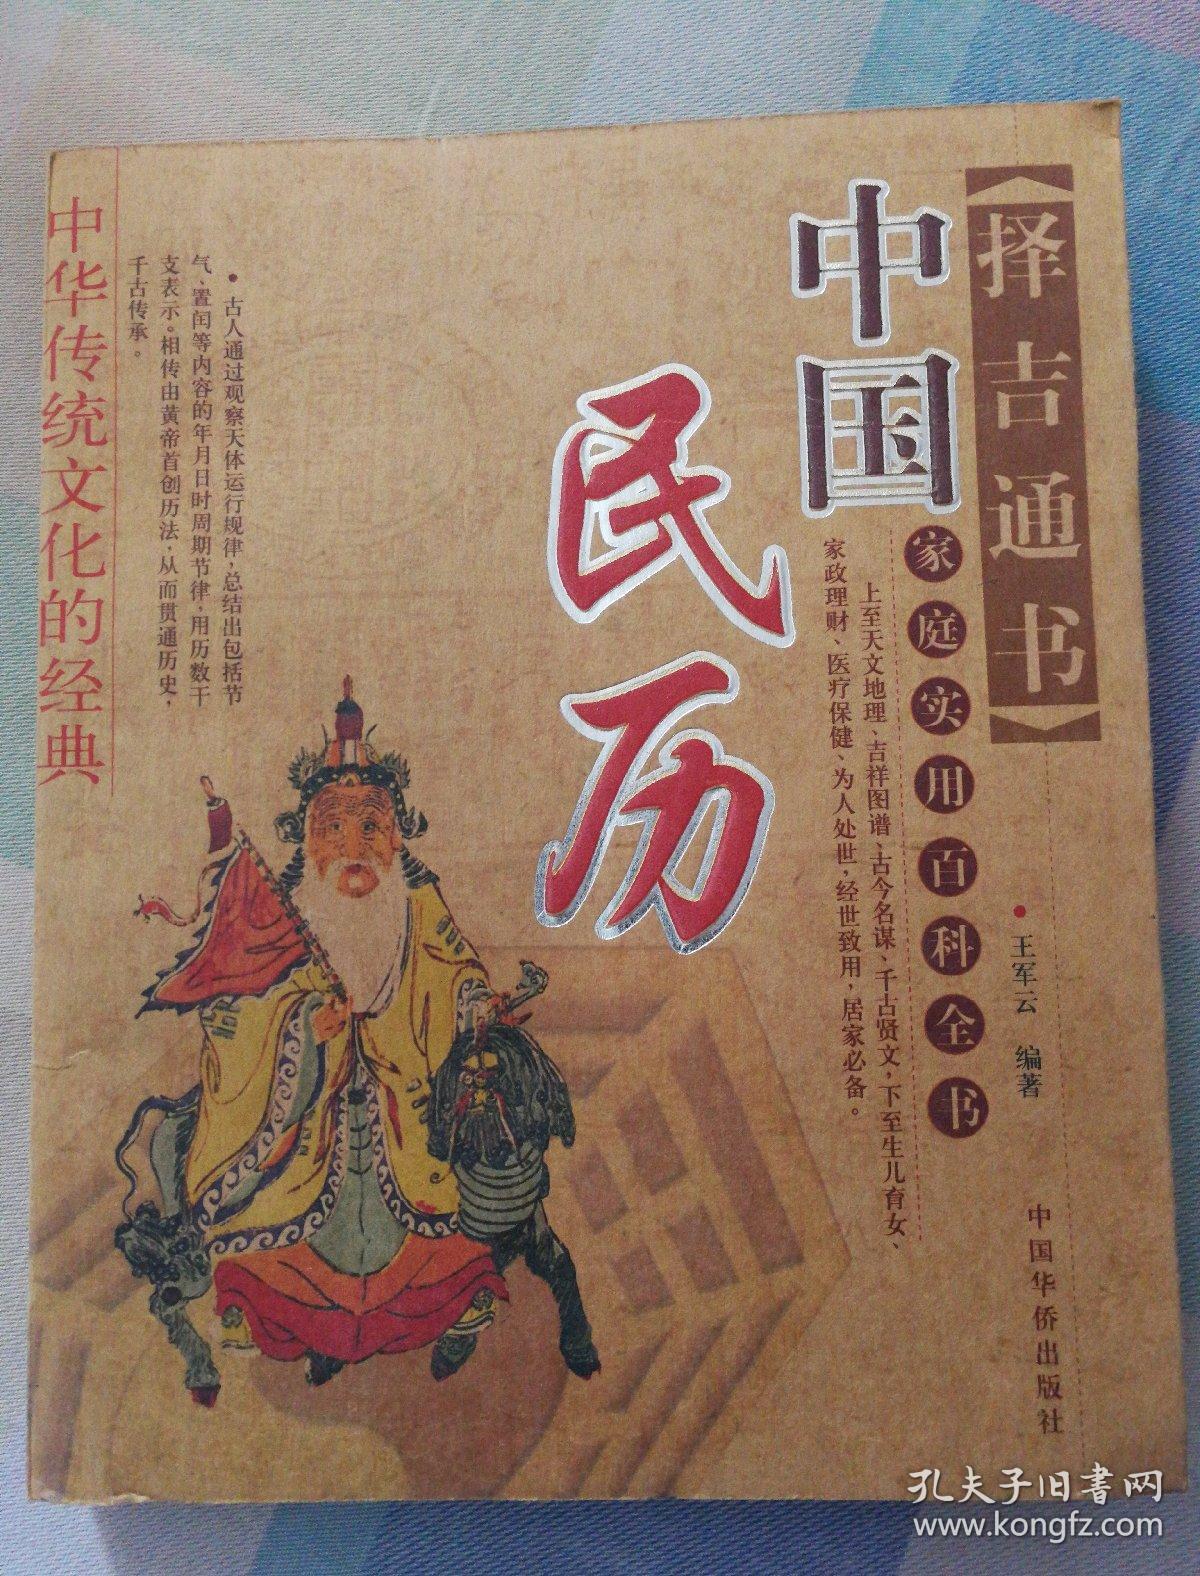 择吉通书
中国
民历
家庭实用百科全书
上至天文地理、吉祥图谱、古今名谋、千古贤文，下至生儿育女、
家政理财、医疗保健、为人处世，经世致用，居家必备。
• 王军云 编著
中国华侨出版社
• 古人通过观察天体运行规律，总结出包括节
气、置闰等内容的年月日时周期节律，用历数干
支表示。相传由黄帝首创历法，从而贯通历史，
千古传承。
中华传统文化的经典
孔夫子旧書网
www.kongfz.com